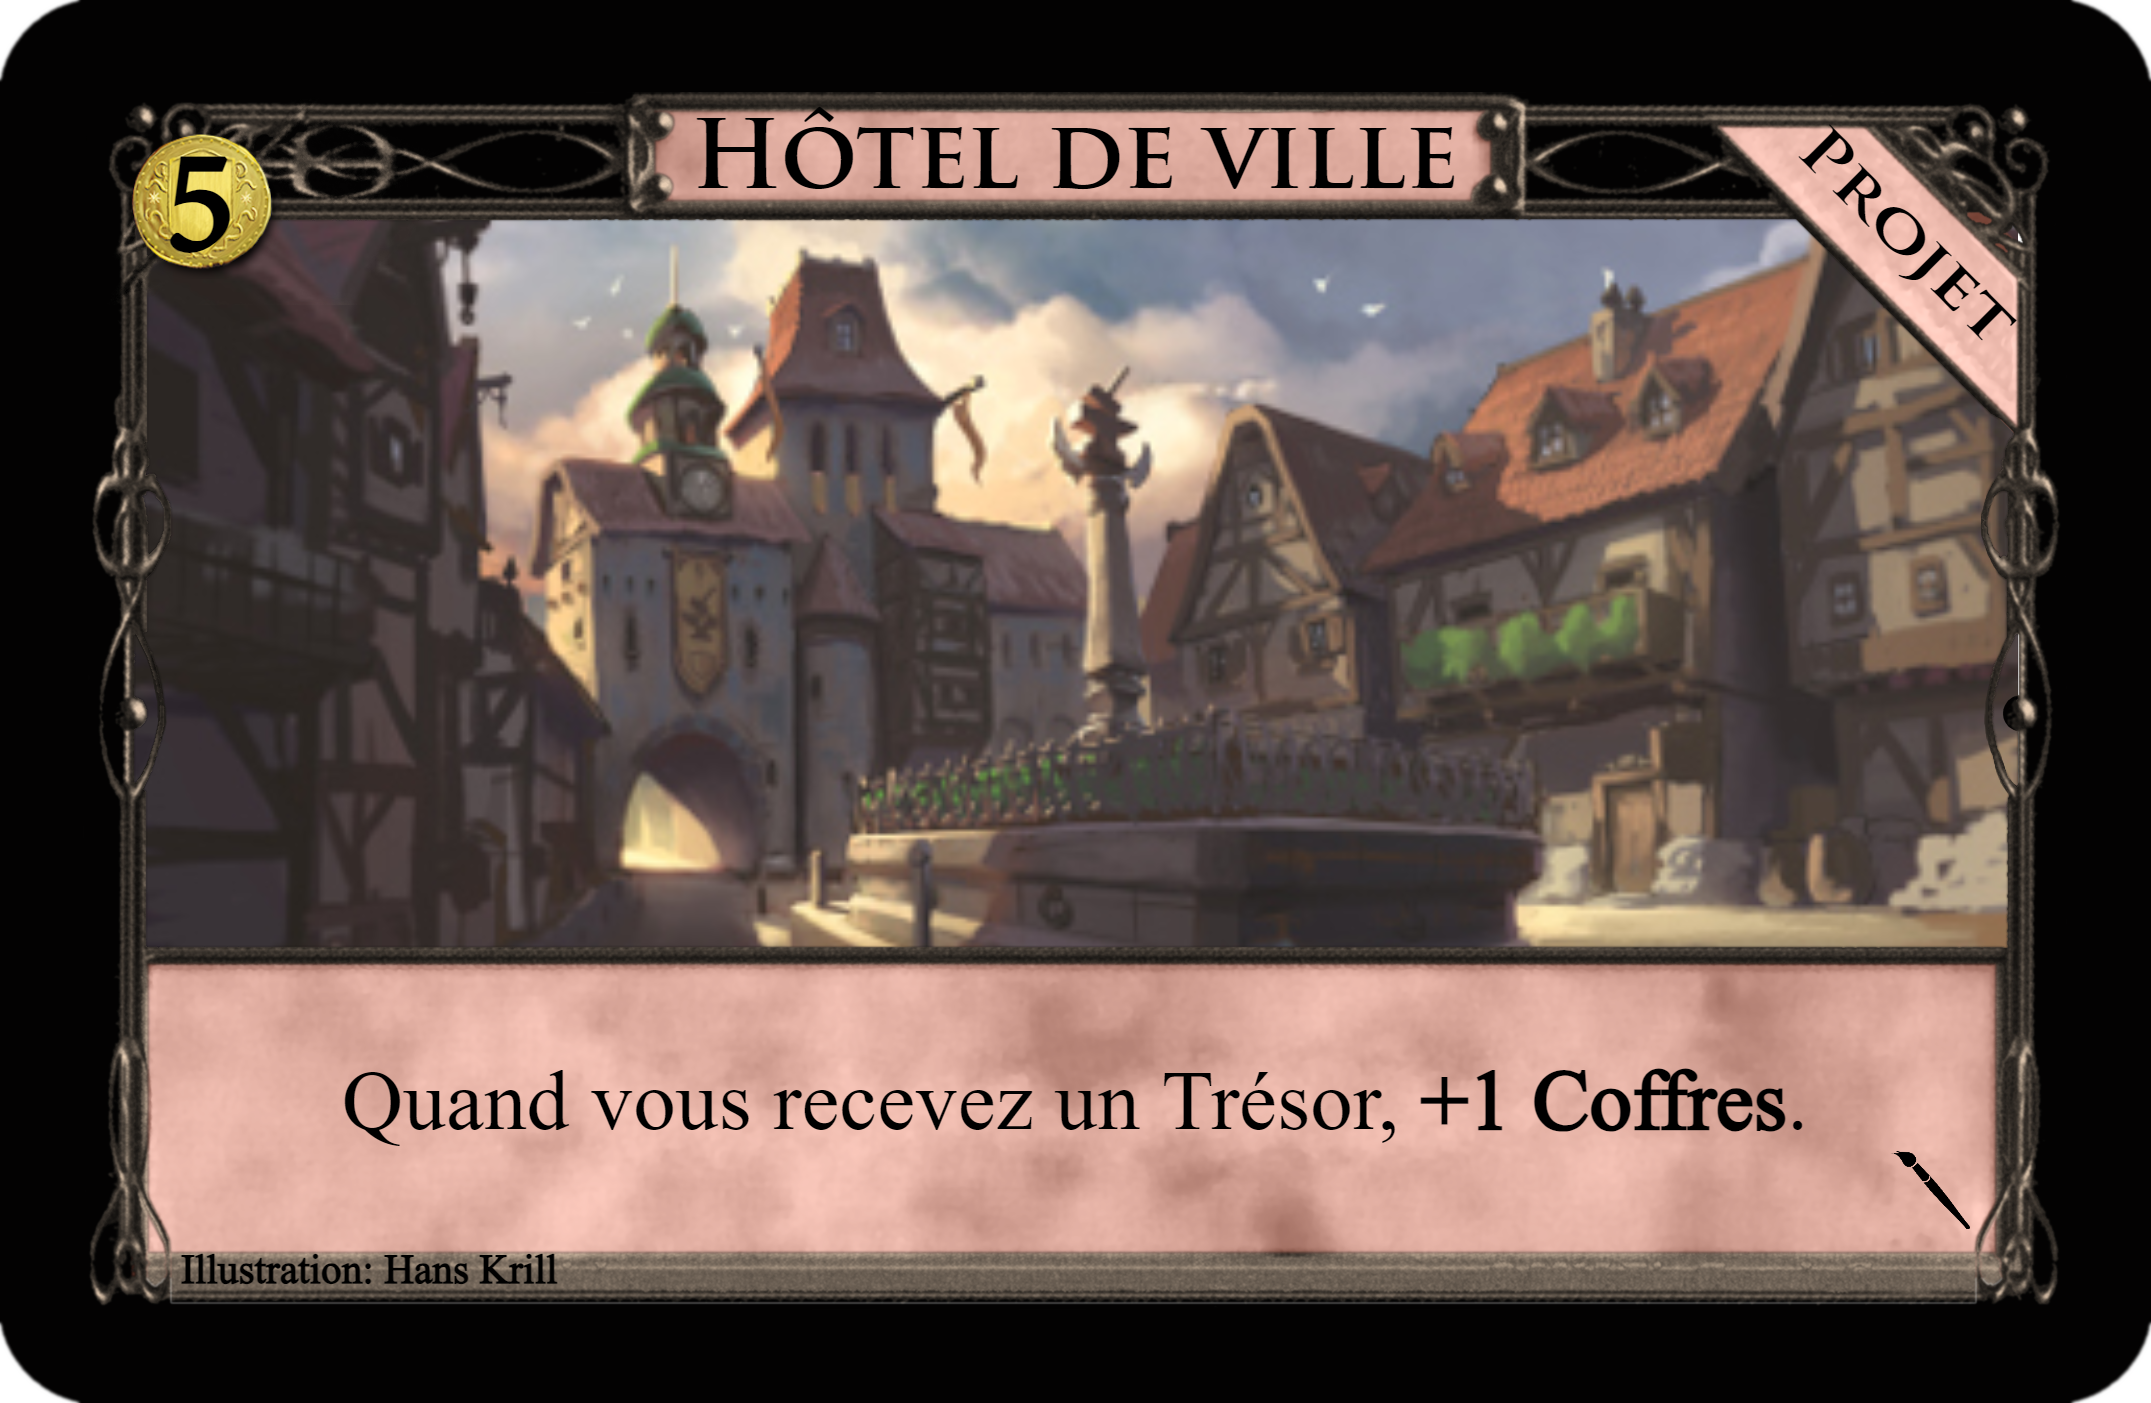 5
HÔTEL DE VILLE
PROJET
Quand vous recevez un Trésor, +1 Coffres.
Illustration: Hans Krill